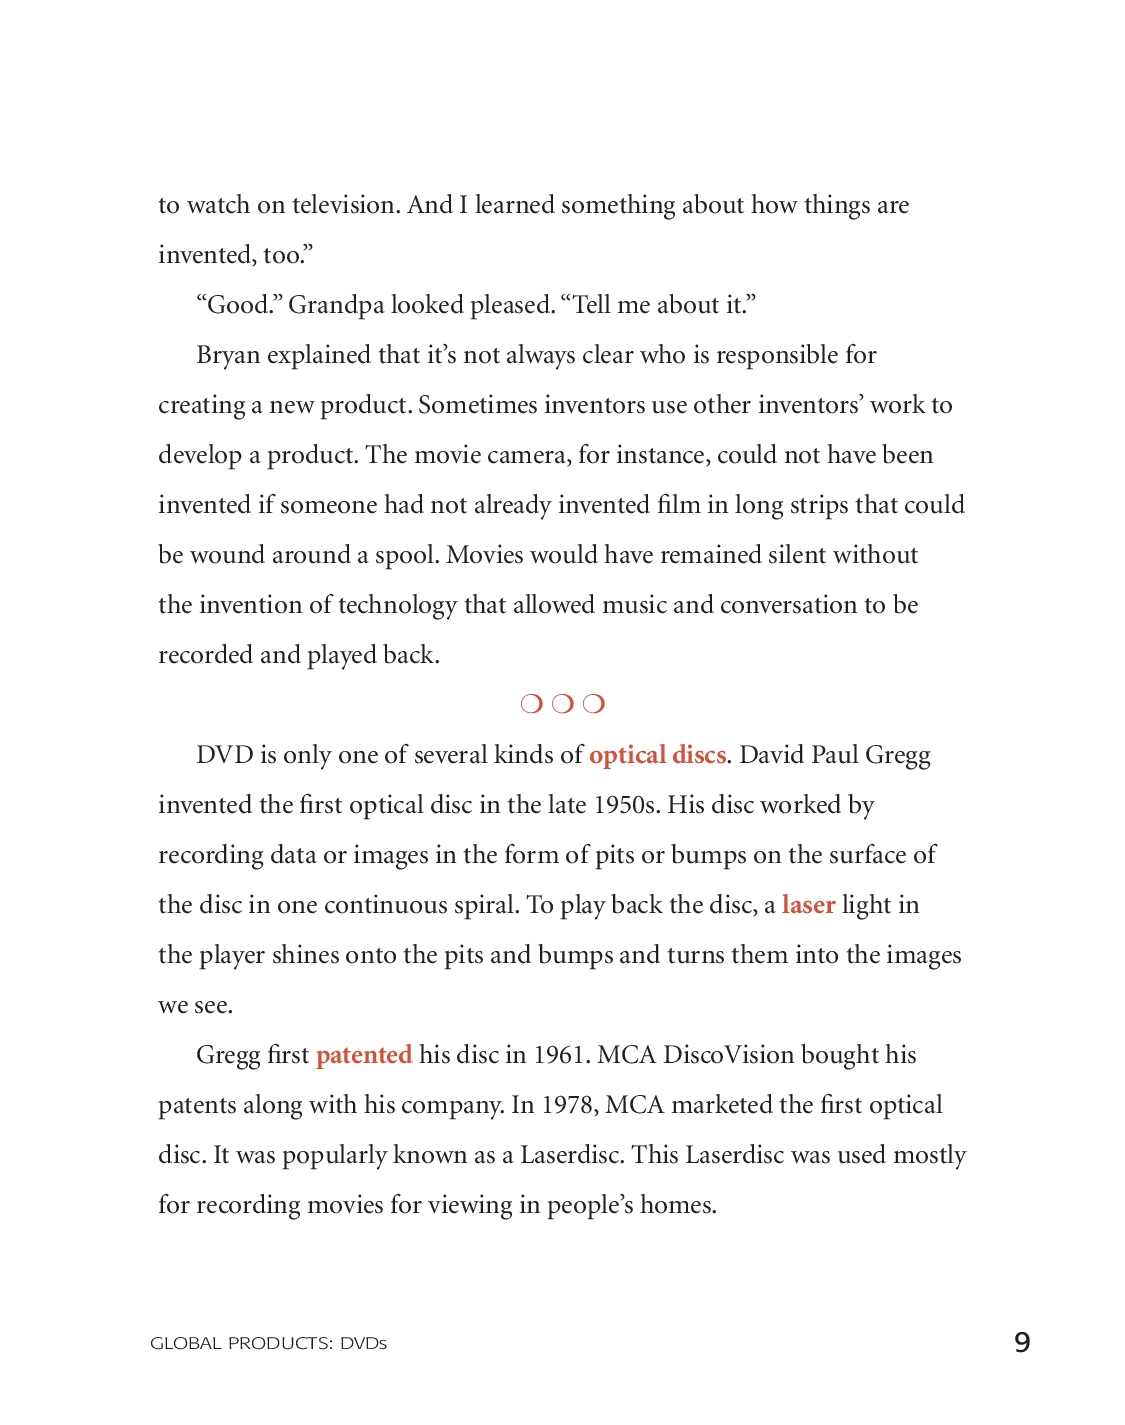 to watch on television. And I learned something about how things are
invented, too.”
“Good.” Grandpa looked pleased. “Tell me about it.”
Bryan explained that it’s not always clear who is responsible for
creating a new product. Sometimes inventors use other inventors’ work to
develop a product. The movie camera, for instance, could not have been
invented if someone had not already invented film in long strips that could
be wound around a spool. Movies would have remained silent without
the invention of technology that allowed music and conversation to be
recorded and played back.
❍ ❍ ❍
DVD is only one of several kinds of optical discs. David Paul Gregg
invented the first optical disc in the late 1950s. His disc worked by
recording data or images in the form of pits or bumps on the surface of
the disc in one continuous spiral. To play back the disc, a laser light in
the player shines onto the pits and bumps and turns them into the images
we see.
Gregg first patented his disc in 1961. MCA DiscoVision bought his
patents along with his company. In 1978, MCA marketed the first optical
disc. It was popularly known as a Laserdisc. This Laserdisc was used mostly
for recording movies for viewing in people’s homes.
GLOBAL PRODUCTS: DVDs 9